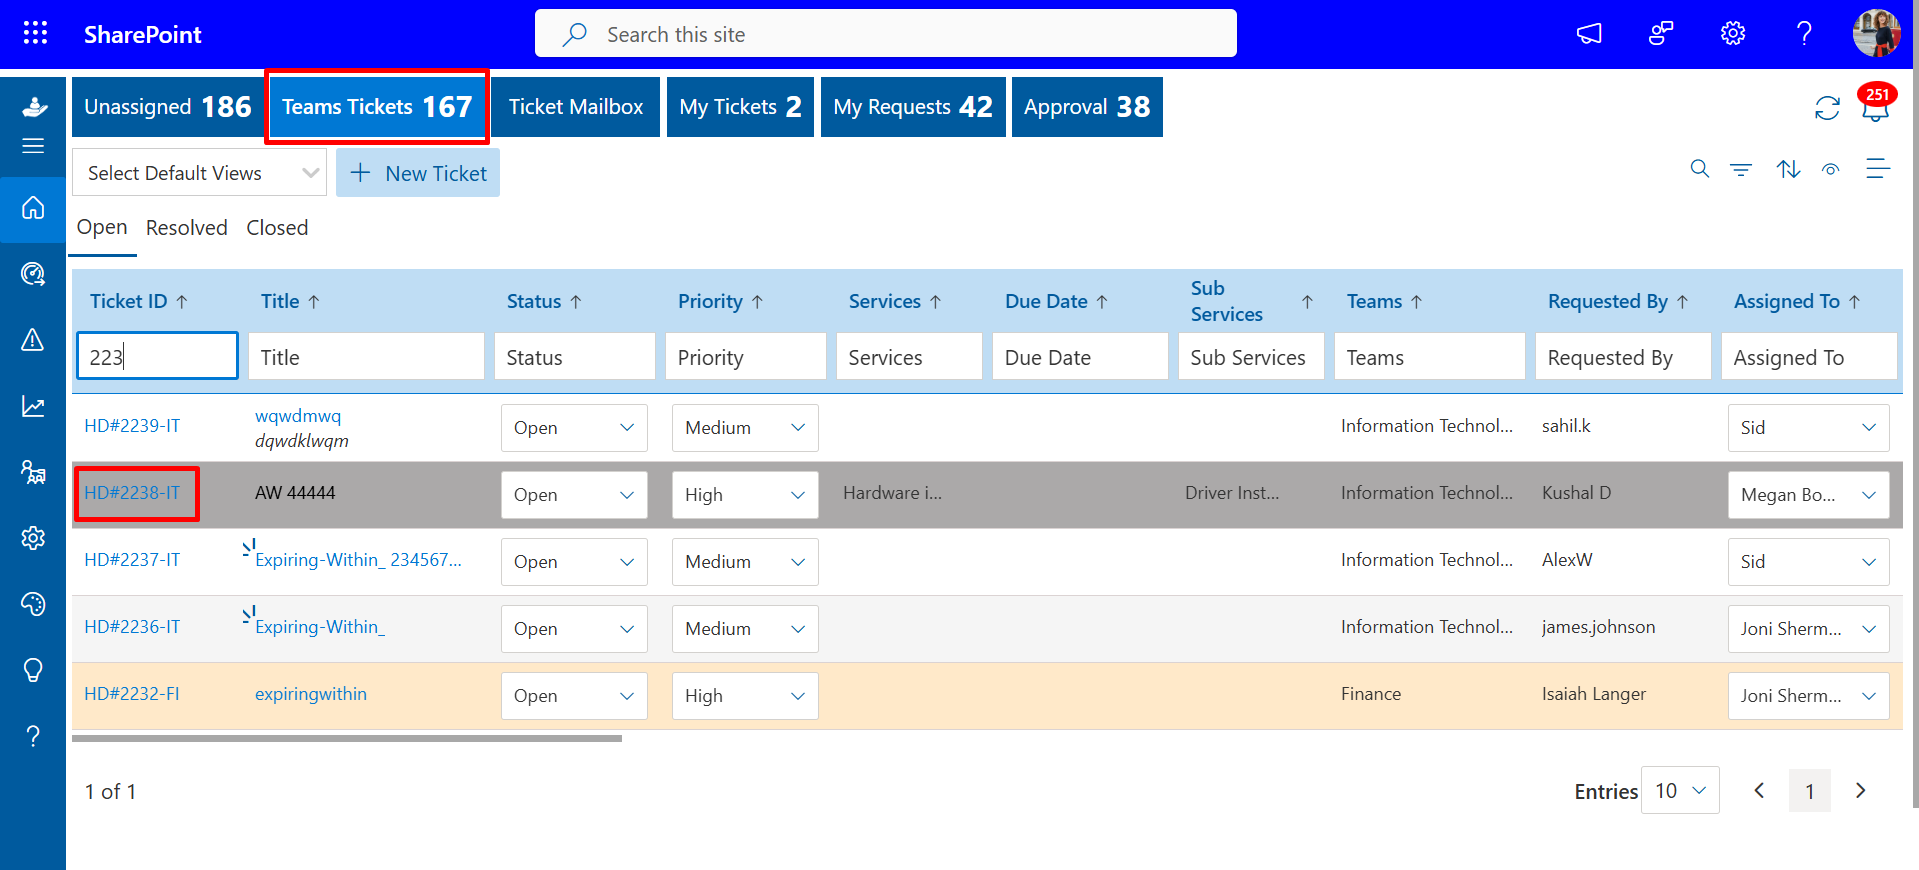 SharePoint
Search this site
Unassigned 186
Teams Tickets 167
Ticket Mailbox
My Tickets 2
My Requests 42
Approval 38
251
Select Default Views
New Ticket
Open
Resolved
Closed
Ticket ID
Title
Status
Priority
Services
Due Date
Sub
Services
Teams
Requested By
Assigned To
223
Title
Status
Priority
Services
Due Date
Sub Services
Teams
Requested By
Assigned To
HD#2239-IT
wqwdmwq
dqwdklwqm
Open
Medium
Information Technol...
sahil.k
Sid
HD#2238-IT
AW 44444
Open
High
Hardware i...
Driver Inst...
Information Technol...
Kushal D
Megan Bo...
HD#2237-IT
Expiring-Within_ 234567...
Open
Medium
Information Technol...
AlexW
Sid
HD#2236-IT
Expiring-Within_
Open
Medium
Information Technol...
james.johnson
Joni Sherm...
HD#2232-FI
expiringwithin
Open
High
Finance
Isaiah Langer
Joni Sherm...
1 of 1
Entries
10
1